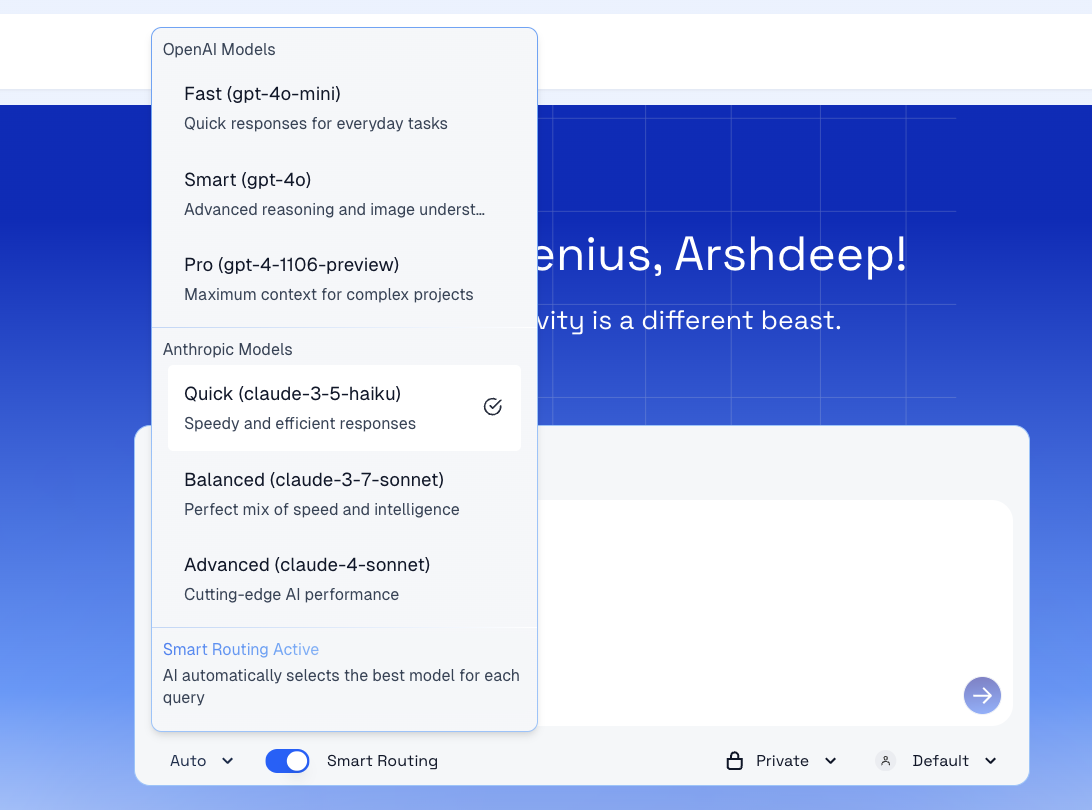 OpenAI Models
Fast (gpt-4o-mini)
Quick responses for everyday tasks
Smart (gpt-4o)
Advanced reasoning and image underst...
Pro (gpt-4-1106-preview)
Maximum context for complex projects
enius, Arshdeep!
vity is a different beast.
Anthropic Models
Quick (claude-3-5-haiku)
Speedy and efficient responses
Balanced (claude-3-7-sonnet)
Perfect mix of speed and intelligence
Advanced (claude-4-sonnet)
Cutting-edge AI performance
Smart Routing Active
AI automatically selects the best model for each
query
Auto Smart Routing Private Default